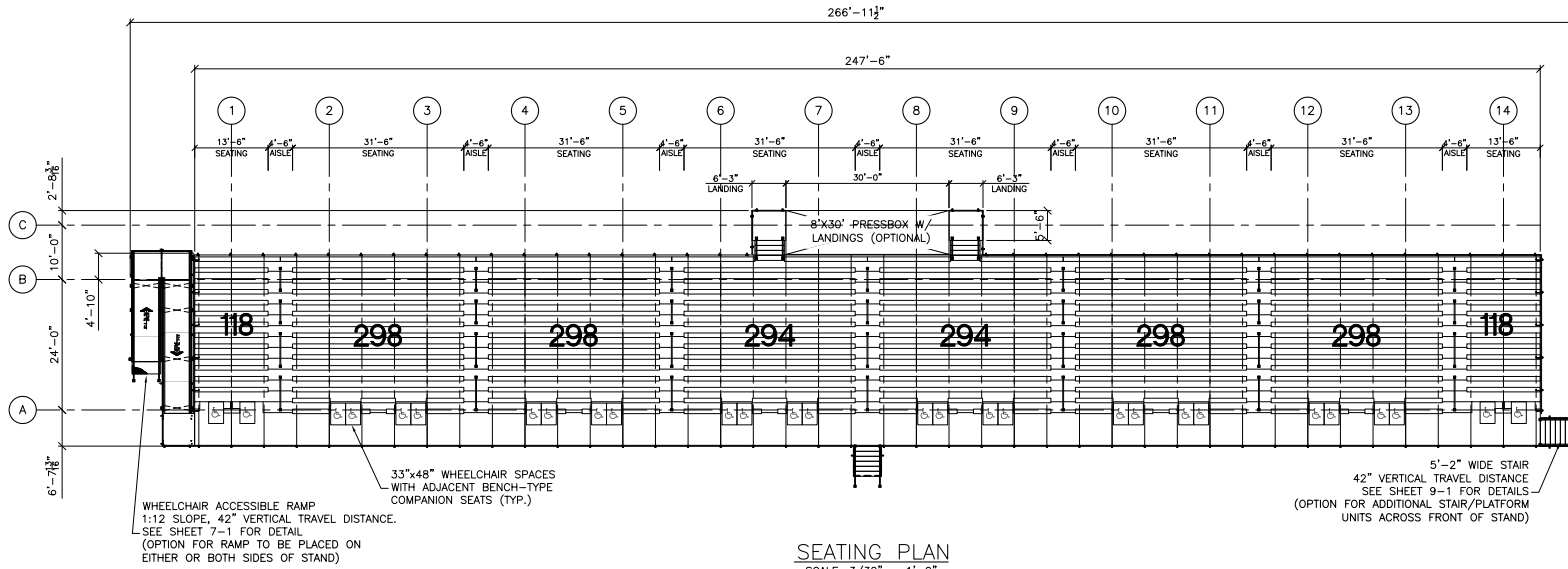 266'-11½"
247'-6"
1 2 3 4 5 6 7 8 9 10 11 12 13 14
13'-6" 4'-6" 31'-6" 4'-6" 31'-6" 4'-6" 31'-6" 4'-6" 31'-6" 4'-6" 31'-6" 4'-6" 31'-6" 4'-6" 13'-6"
SEATING AISLE SEATING AISLE SEATING AISLE SEATING AISLE SEATING AISLE SEATING AISLE SEATING AISLE SEATING
6'-3" 30'-0" 6'-3"
LANDING LANDING
C
8'X30' PRESSBOX W/
LANDINGS (OPTIONAL)
5'-6"
10'-0"
B
4'-10"
24'-0"
118 298 298 294 294 298 298 118
A
33"x48" WHEELCHAIR SPACES
WITH ADJACENT BENCH-TYPE
COMPANION SEATS (TYP.)
WHEELCHAIR ACCESSIBLE RAMP
1:12 SLOPE, 42" VERTICAL TRAVEL DISTANCE.
SEE SHEET 7-1 FOR DETAIL
(OPTION FOR RAMP TO BE PLACED ON
EITHER OR BOTH SIDES OF STAND)
5'-2" WIDE STAIR
42" VERTICAL TRAVEL DISTANCE
SEE SHEET 9-1 FOR DETAILS
(OPTION FOR ADDITIONAL STAIR/PLATFORM
UNITS ACROSS FRONT OF STAND)
SEATING PLAN